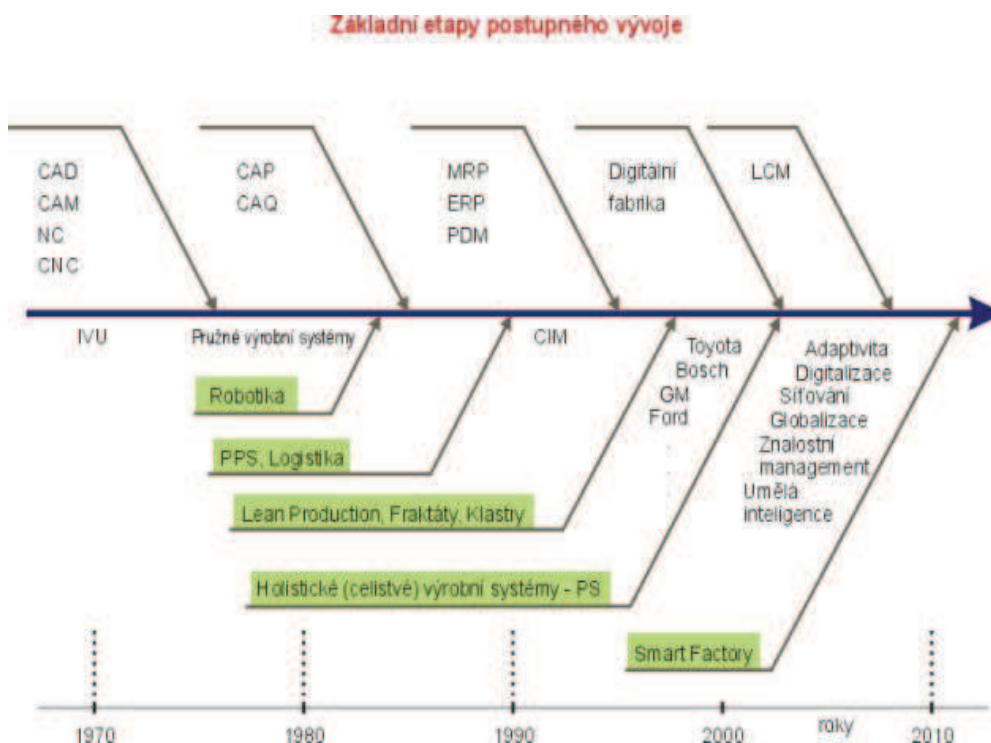 Základní etapy postupného vývoje
CAD
CAM
NC
CNC
CAP
CAQ
MRP
ERP
PDM
Digitální
fabrika
LCM
IVU
Pružné výrobní systémy
CIM
Toyota
Bosch
GM
Ford
Adaptivita
Digitalizace
Síťování
Globalizace
Znalostní
management
Umělá
inteligence
Robotika
PPS, Logistika
Lean Production, Fraktáty, Klastry
Holistické (celistvé) výrobní systémy - PS
Smart Factory
1970
1980
1990
2000
roky
2010